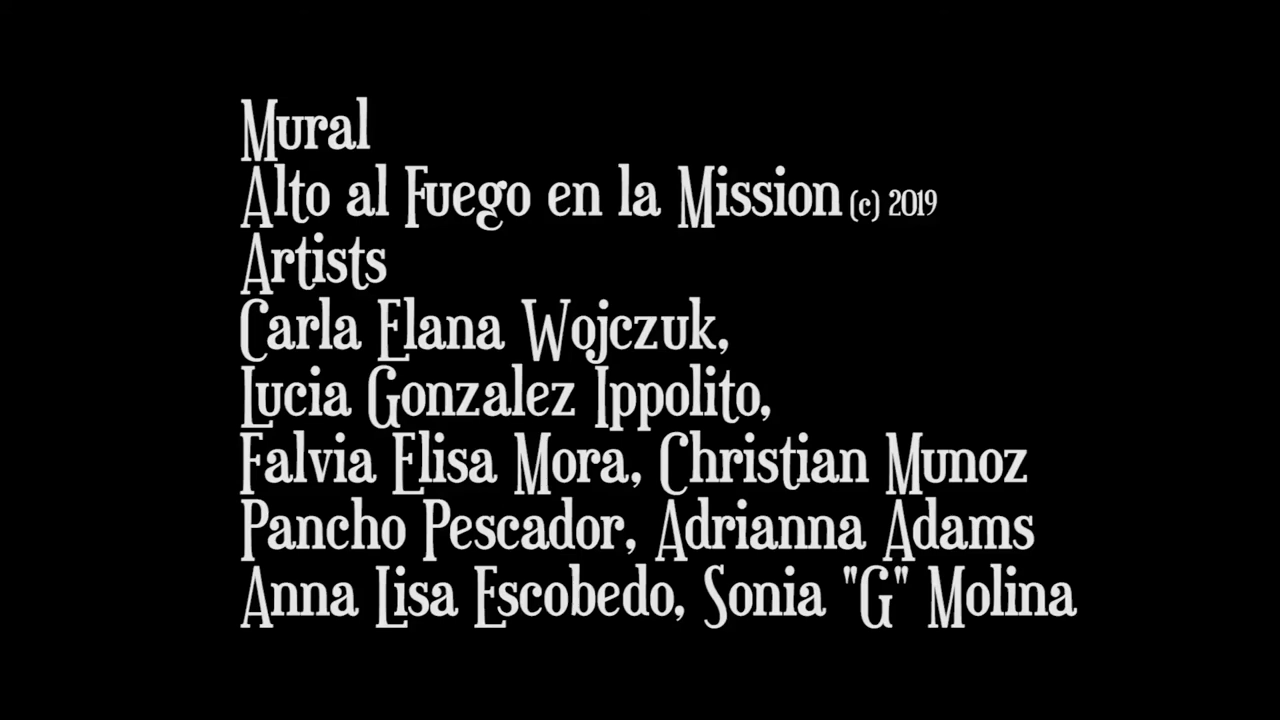 Mural
Alto al Fuego en la Mission (c) 2019
Artists
Carla Elana Wojczuk,
Lucia Gonzalez Ippolito,
Falvia Elisa Mora, Christian Munoz
Pancho Pescador, Adrianna Adams
Anna Lisa Escobedo, Sonia "G" Molina